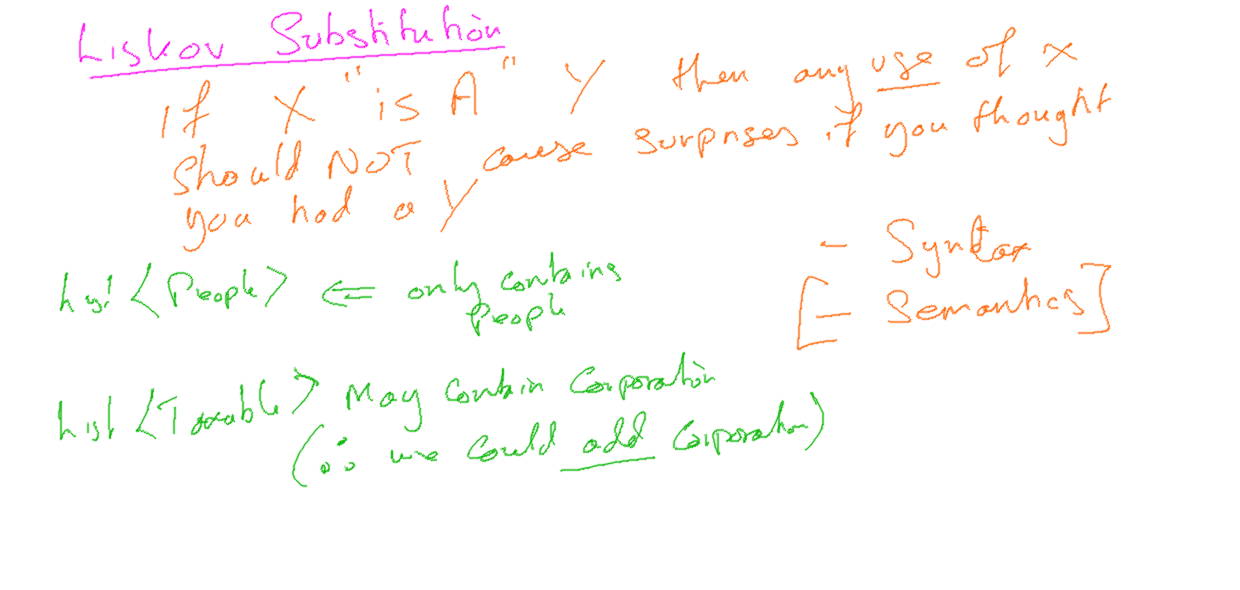 Liskov Substitution
If X "is A" Y then any use of X
should NOT cause surprises if you thought
you had a Y
- Syntax
[- Semantics]
List <People> <= only contains
people
List <Taxable> May Contain Corporation
(∴ we could add Corporation)